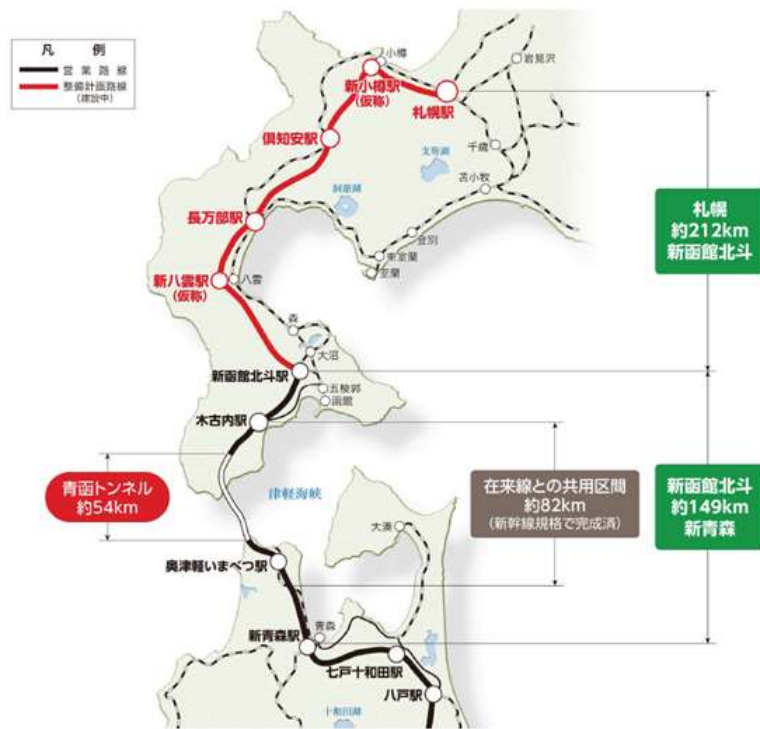 凡例
営業路線
整備計画路線
(建設中)
小樽
新小樽駅
(仮称)
札幌駅
岩見沢
倶知安駅
千歳
支笏湖
苫小牧
洞爺湖
長万部駅
登別
東室蘭
室蘭
新八雲駅
(仮称)
八雲
森
大沼
新函館北斗駅
五稜郭
函館
木古内駅
札幌
約212km
新函館北斗
青函トンネル
約54km
津軽海峡
在来線との共用区間
約82km
(新幹線規格で完成済)
新函館北斗
約149km
新青森
大湊
奥津軽いまべつ駅
青森
新青森駅
七戸十和田駅
八戸駅
十和田湖